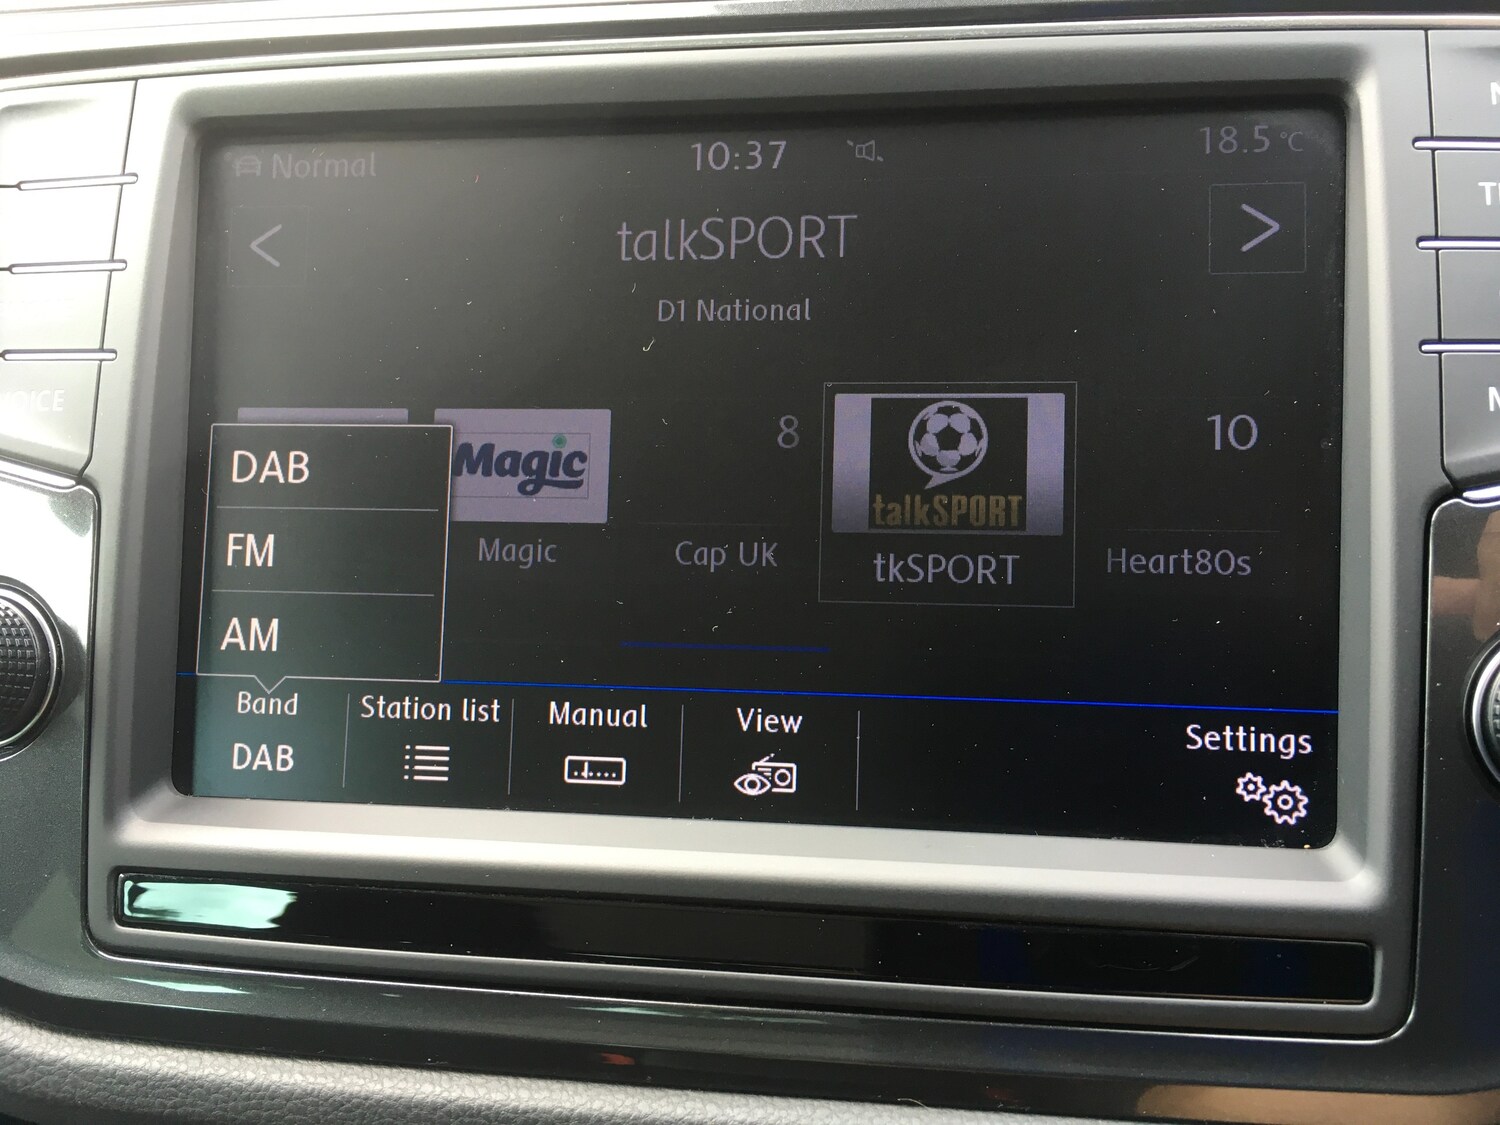 Normal
10:37
18.5 °C
<
talkSPORT
>
D1 National
8
10
Magic
talkSPORT
Magic
Cap UK
tkSPORT
Heart80s
DAB
FM
AM
Band
DAB
Station list
Manual
View
Settings